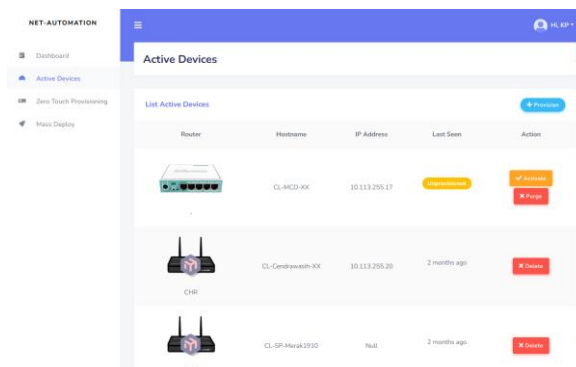 NET-AUTOMATION
HI, KP
Dashboard
Active Devices
Zero Touch Provisioning
Mass Deploy
Active Devices
List Active Devices
+ Provision
Router Hostname IP Address Last Seen Action
CL-MCD-XX 10.113.255.17 Unprovisioned Activate
Purge
CL-Cendrawasih-XX 10.113.255.20 2 months ago Delete
CHR
CL-SP-Merak1910 Null 2 months ago Delete